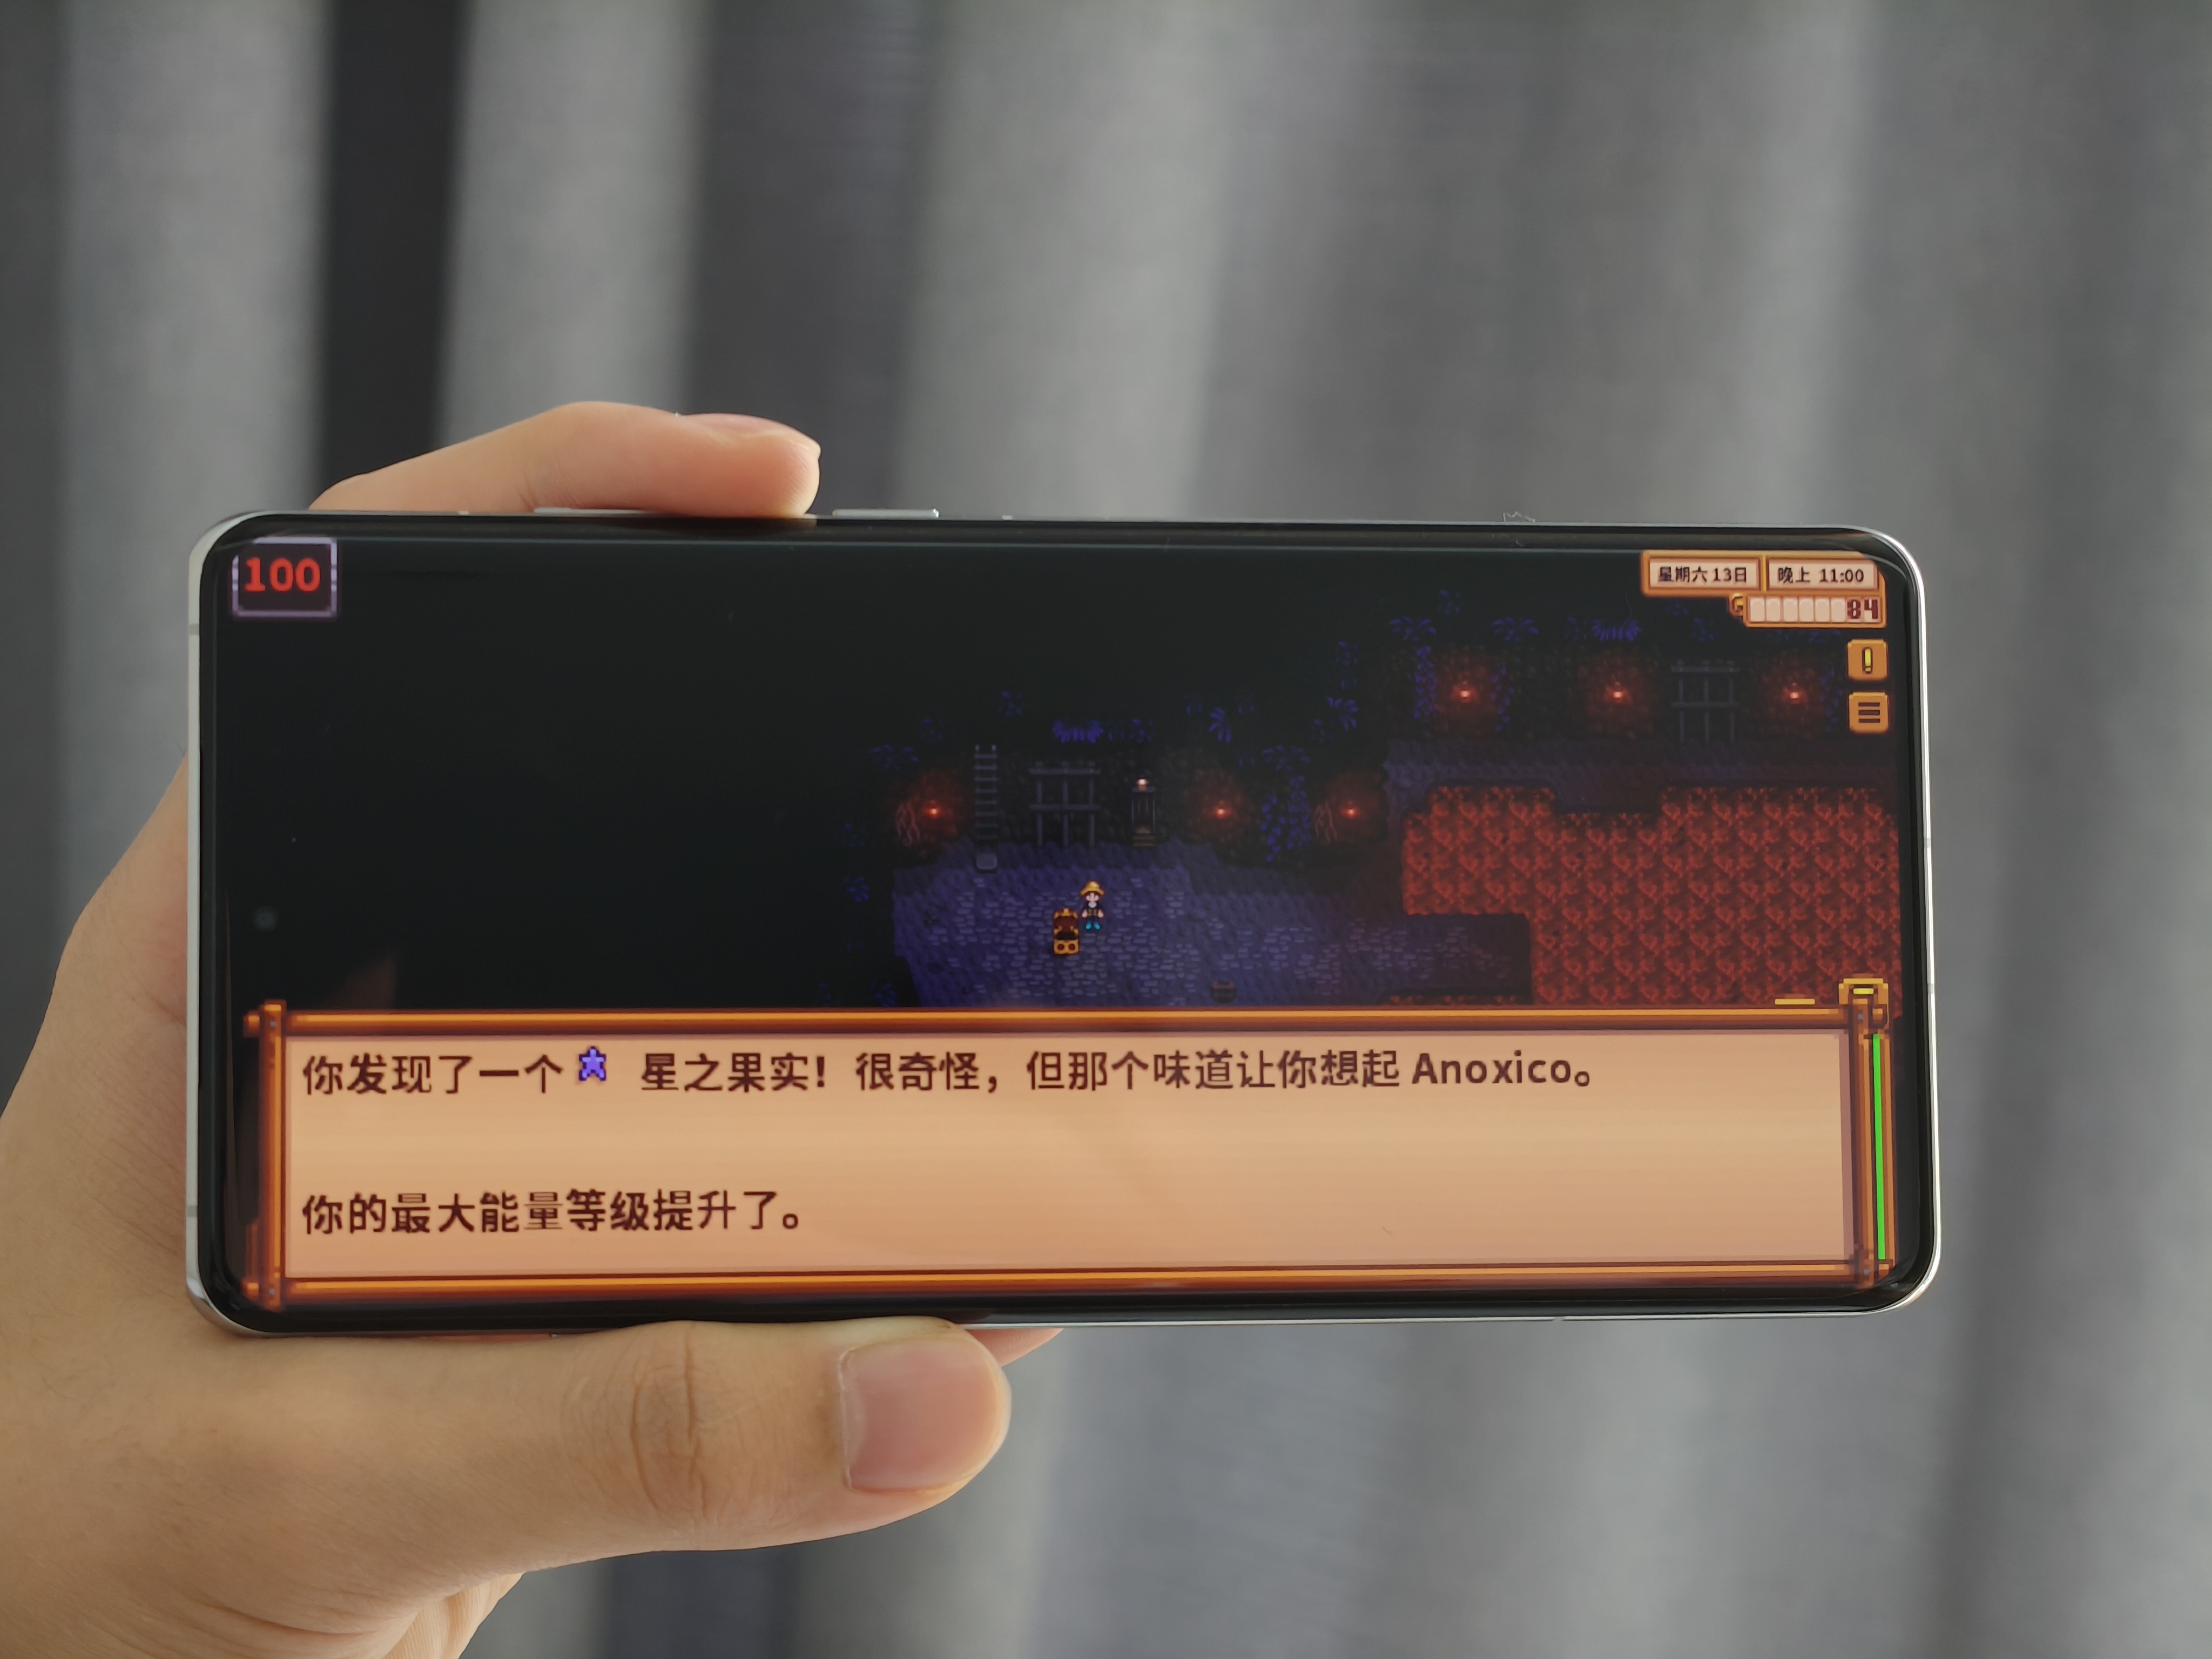 100
星期六 13日
晚上 11:00
84
你发现了一个 星之果实！很奇怪，但那个味道让你想起 Anoxico。
你的最大能量等级提升了。